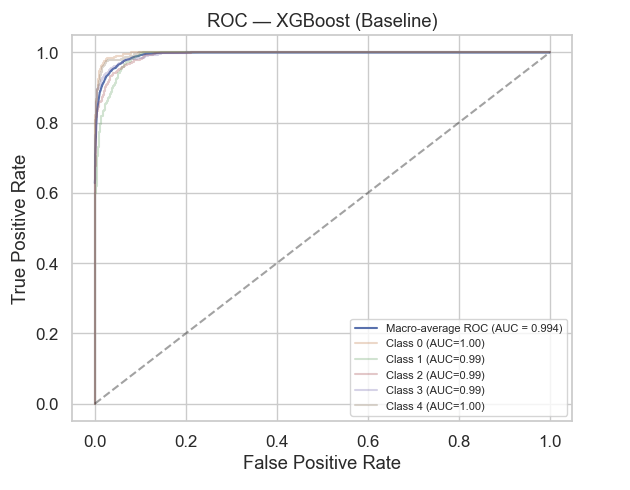 ROC — XGBoost (Baseline)
True Positive Rate
1.0
0.8
0.6
0.4
0.2
0.0
Macro-average ROC (AUC = 0.994)
Class 0 (AUC=1.00)
Class 1 (AUC=0.99)
Class 2 (AUC=0.99)
Class 3 (AUC=0.99)
Class 4 (AUC=1.00)
0.0 0.2 0.4 0.6 0.8 1.0
False Positive Rate